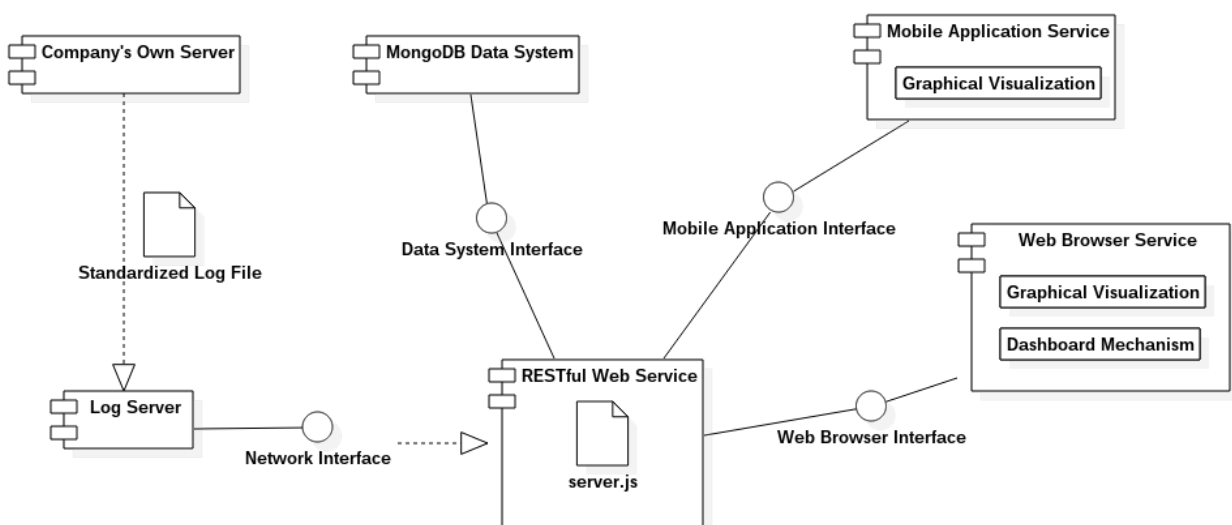 Company's Own Server
MongoDB Data System
Mobile Application Service
Graphical Visualization
Data System Interface
Mobile Application Interface
Web Browser Service
Graphical Visualization
Dashboard Mechanism
Standardized Log File
Log Server
Network Interface
RESTful Web Service
server.js
Web Browser Interface